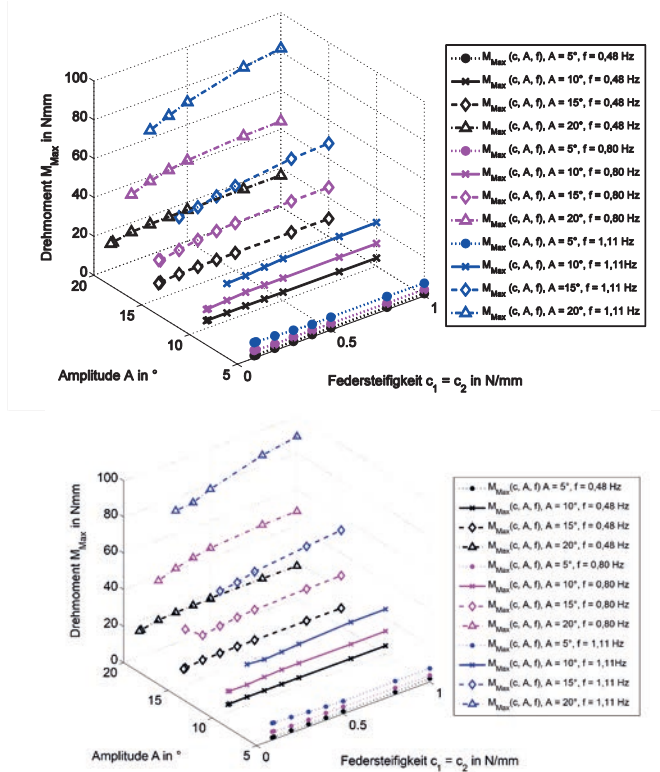 100
80
60
40
20
0
20
15
10
5
0
0.5
1
Drehmoment M_Max in Nmm
Amplitude A in °
Federsteifigkeit c₁ = c₂ in N/mm
M_Max (c, A, f), A = 5°, f = 0,48 Hz
M_Max (c, A, f), A = 10°, f = 0,48 Hz
M_Max (c, A, f), A = 15°, f = 0,48 Hz
M_Max (c, A, f), A = 20°, f = 0,48 Hz
M_Max (c, A, f), A = 5°, f = 0,80 Hz
M_Max (c, A, f), A = 10°, f = 0,80 Hz
M_Max (c, A, f), A = 15°, f = 0,80 Hz
M_Max (c, A, f), A = 20°, f = 0,80 Hz
M_Max (c, A, f), A = 5°, f = 1,11 Hz
M_Max (c, A, f), A = 10°, f = 1,11Hz
M_Max (c, A, f), A =15°, f = 1,11 Hz
M_Max (c, A, f), A = 20°, f = 1,11 Hz
100
80
60
40
20
0
20
15
10
5
0
0.5
1
Drehmoment M_Max in Nmm
Amplitude A in °
Federsteifigkeit c₁ = c₂ in N/mm
M_Max(c, A, f) A = 5°, f = 0,48 Hz
M_Max(c, A, f), A = 10°, f = 0,48 Hz
M_Max(c, A, f), A = 15°, f = 0,48 Hz
M_Max(c, A, f), A = 20°, f = 0,48 Hz
M_Max(c, A, f), A = 5°, f = 0,80 Hz
M_Max(c, A, f), A = 10°, f = 0,80 Hz
M_Max(c, A, f), A = 15°, f = 0,80 Hz
M_Max(c, A, f), A = 20°, f = 0,80 Hz
M_Max(c, A, f), A = 5°, f = 1,11 Hz
M_Max(c, A, f), A = 10°, f = 1,11Hz
M_Max(c, A, f), A = 15°, f = 1,11 Hz
M_Max(c, A, f), A = 20°, f = 1,11 Hz